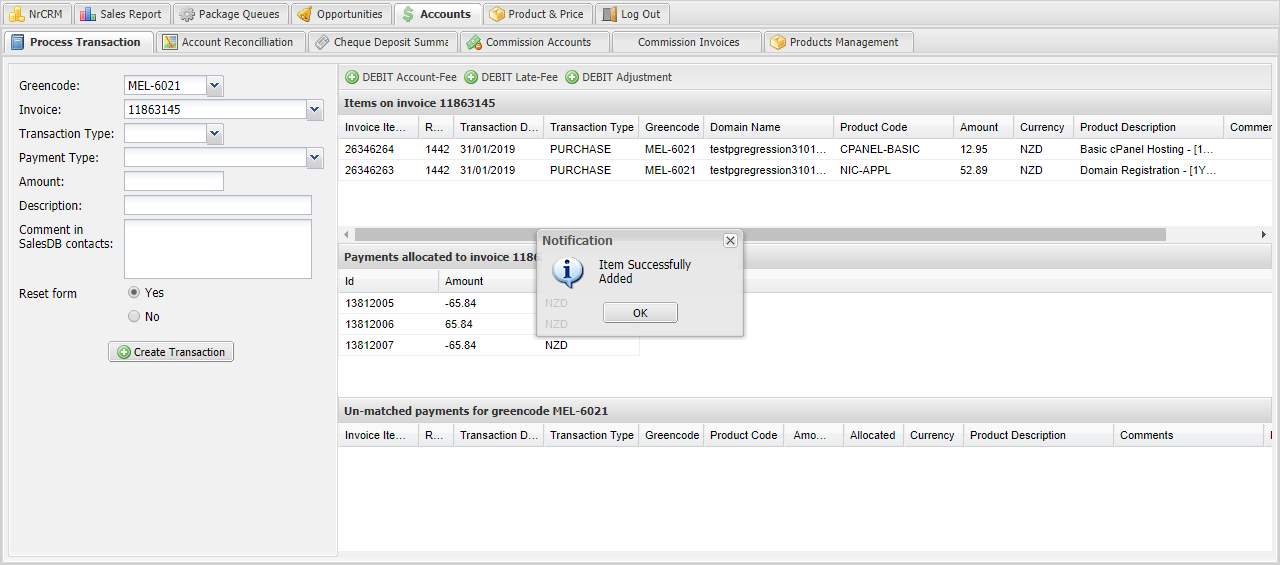 NrCRM Sales Report Package Queues Opportunities Accounts Product & Price Log Out
Process Transaction Account Reconcilliation Cheque Deposit Summa Commission Accounts Commission Invoices Products Management
Greencode: MEL-6021
Invoice: 11863145
Transaction Type:
Payment Type:
Amount:
Description:
Comment in
SalesDB contacts:
Reset form Yes
No
Create Transaction
DEBIT Account-Fee DEBIT Late-Fee DEBIT Adjustment
Items on invoice 11863145
Invoice Ite... R... Transaction D... Transaction Type Greencode Domain Name Product Code Amount Currency Product Description Commen
26346264 1442 31/01/2019 PURCHASE MEL-6021 testpgregression3101... CPANEL-BASIC 12.95 NZD Basic cPanel Hosting - [1...
26346263 1442 31/01/2019 PURCHASE MEL-6021 testpgregression3101... NIC-APPL 52.89 NZD Domain Registration - [1Y...
Payments allocated to invoice 1186
Id Amount
13812005 -65.84 NZD
13812006 65.84 NZD
13812007 -65.84 NZD
Notification
Item Successfully
Added
OK
Un-matched payments for greencode MEL-6021
Invoice Ite... R... Transaction D... Transaction Type Greencode Product Code Amo... Allocated Currency Product Description Comments